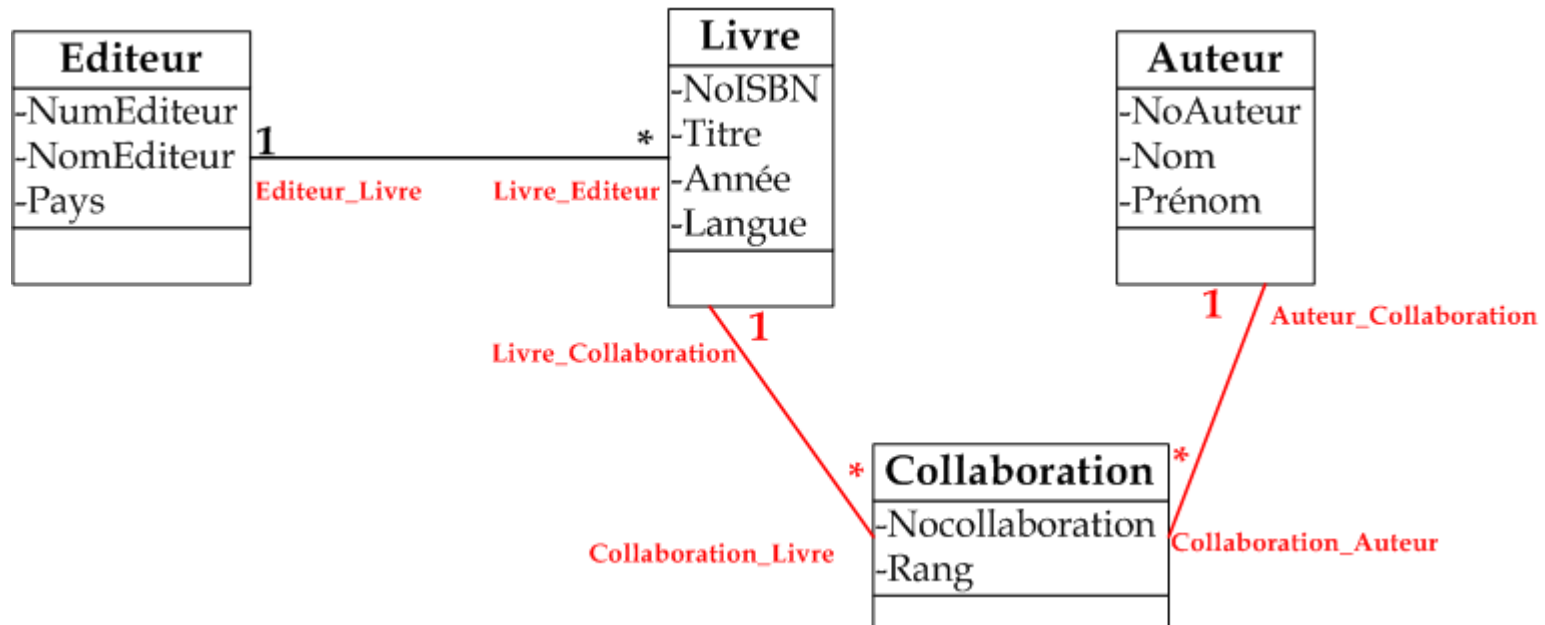 Editeur
-NumEditeur
-NomEditeur
-Pays
1
*
Editeur_Livre
Livre_Editeur
Livre
-NoISBN
-Titre
-Année
-Langue
Auteur
-NoAuteur
-Nom
-Prénom
1
Livre_Collaboration
1
Auteur_Collaboration
*
*
Collaboration_Livre
Collaboration_Auteur
Collaboration
-Nocollaboration
-Rang